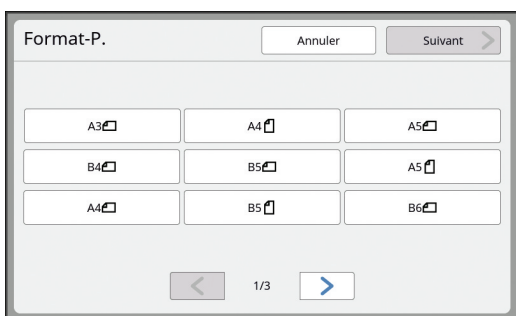 Format-P. Annuler Suivant
A3 A4 A5
B4 B5 A5
A4 B5 B6
1/3